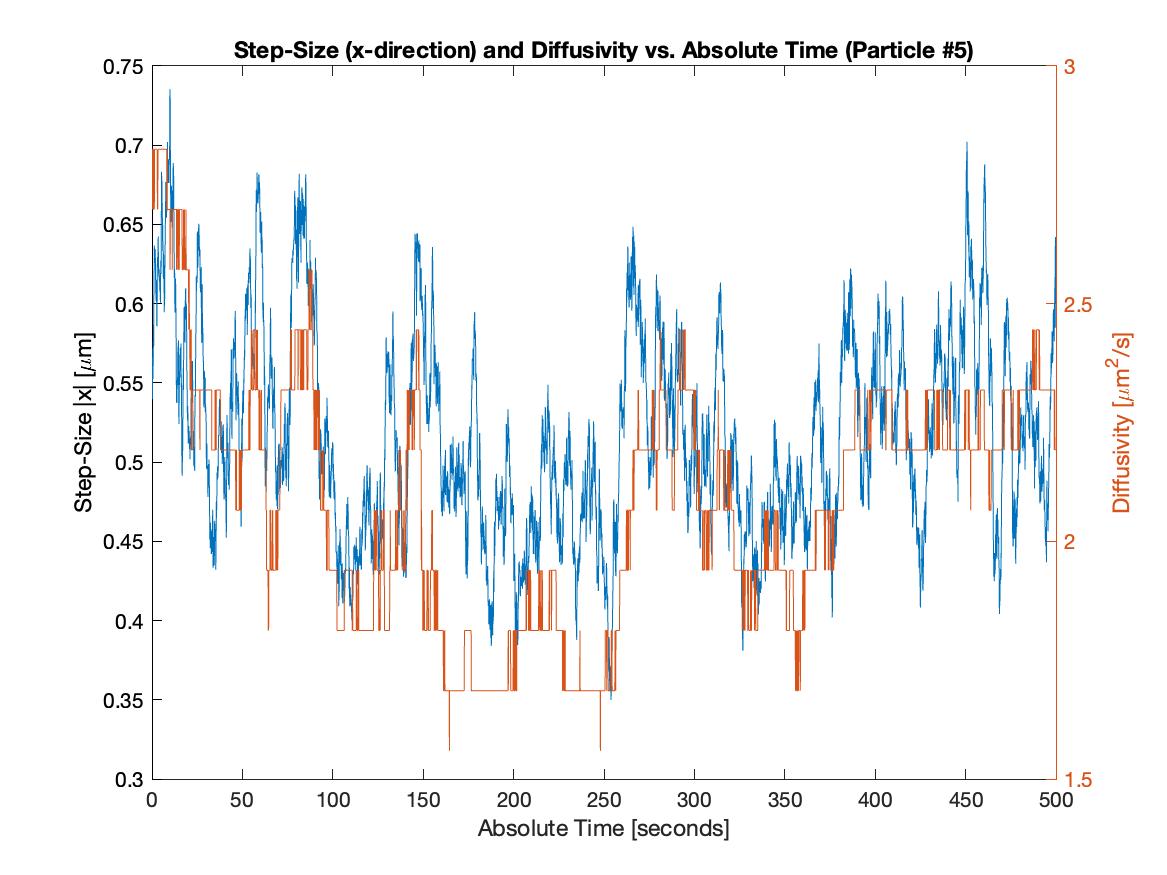 Step-Size (x-direction) and Diffusivity vs. Absolute Time (Particle #5)
0.75
0.7
0.65
0.6
0.55
0.5
0.45
0.4
0.35
0.3
Step-Size |x| [μm]
3
2.5
2
1.5
Diffusivity [μm²/s]
0 50 100 150 200 250 300 350 400 450 500
Absolute Time [seconds]